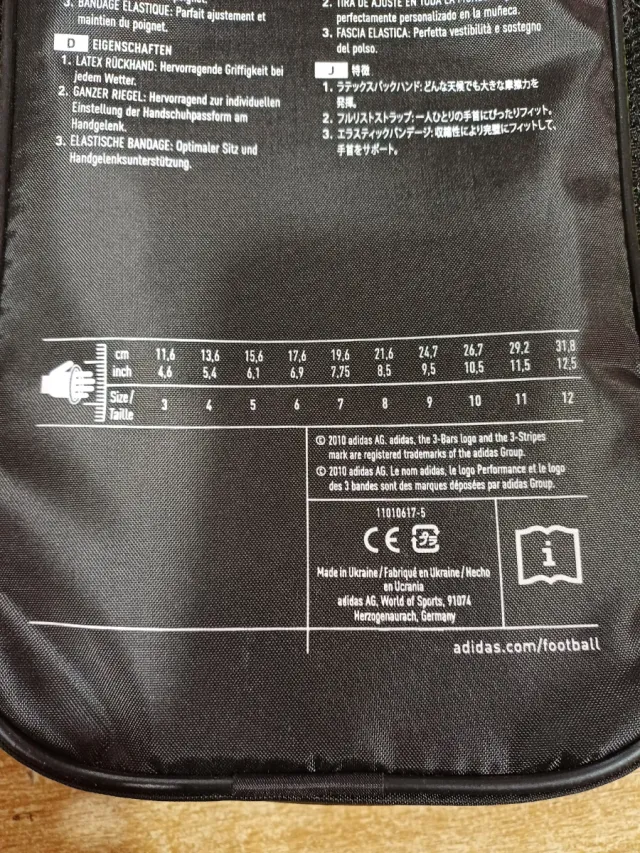 3. BANDAGE ÉLASTIQUE: Parfait ajustement et
maintien du poignet.
D EIGENSCHAFTEN
1. LATEX RÜCKHAND: Hervorragende Griffigkeit bei
jedem Wetter.
2. GANZER RIEGEL: Hervorragend zur individuellen
Einstellung der Handschuhpassform am
Handgelenk.
3. ELASTISCHE BANDAGE: Optimaler Sitz und
Handgelenksunterstützung.
2. TIRA DE AJUSTE EN TODA LA
perfectamente personalizado en la muñeca.
3. FASCIA ELASTICA: Perfetta vestibilità e sostegno
del polso.
J 特徴
1. ラテックスバックハンド: どんな天候でも大きな摩擦力を
発揮。
2. フルリストストラップ: 一人ひとりの手首にぴったりフィット。
3. エラスティックバンデージ: 収縮性により完璧にフィットして、
手首をサポート。
cm 11,6 13,6 15,6 17,6 19,6 21,6 24,7 26,7 29,2 31,8
inch 4,6 5,4 6,1 6,9 7,75 8,5 9,5 10,5 11,5 12,5
Size/
Taille 3 4 5 6 7 8 9 10 11 12
© 2010 adidas AG. adidas, the 3-Bars logo and the 3-Stripes
mark are registered trademarks of the adidas Group.
© 2010 adidas AG. Le nom adidas, le logo Performance et le logo
des 3 bandes sont des marques déposées par adidas Group.
11010617-5
CE プラ
i
Made in Ukraine / Fabriqué en Ukraine / Hecho
en Ucrania
adidas AG, World of Sports, 91074
Herzogenaurach, Germany
adidas.com/football